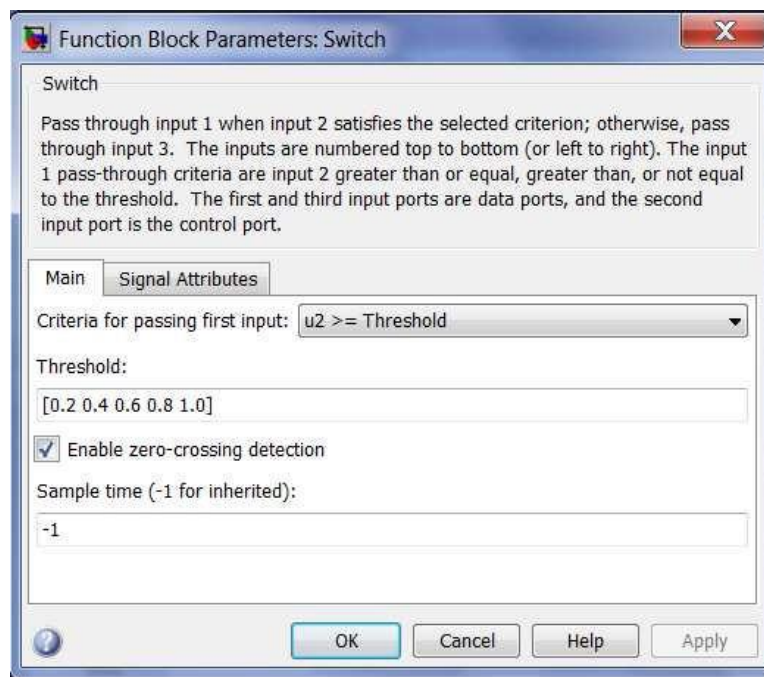 Function Block Parameters: Switch
X
Switch
Pass through input 1 when input 2 satisfies the selected criterion; otherwise, pass
through input 3.  The inputs are numbered top to bottom (or left to right). The input
1 pass-through criteria are input 2 greater than or equal, greater than, or not equal
to the threshold.  The first and third input ports are data ports, and the second
input port is the control port.
Main Signal Attributes
Criteria for passing first input: u2 >= Threshold
Threshold:
[0.2 0.4 0.6 0.8 1.0]
Enable zero-crossing detection
Sample time (-1 for inherited):
-1
? OK Cancel Help Apply